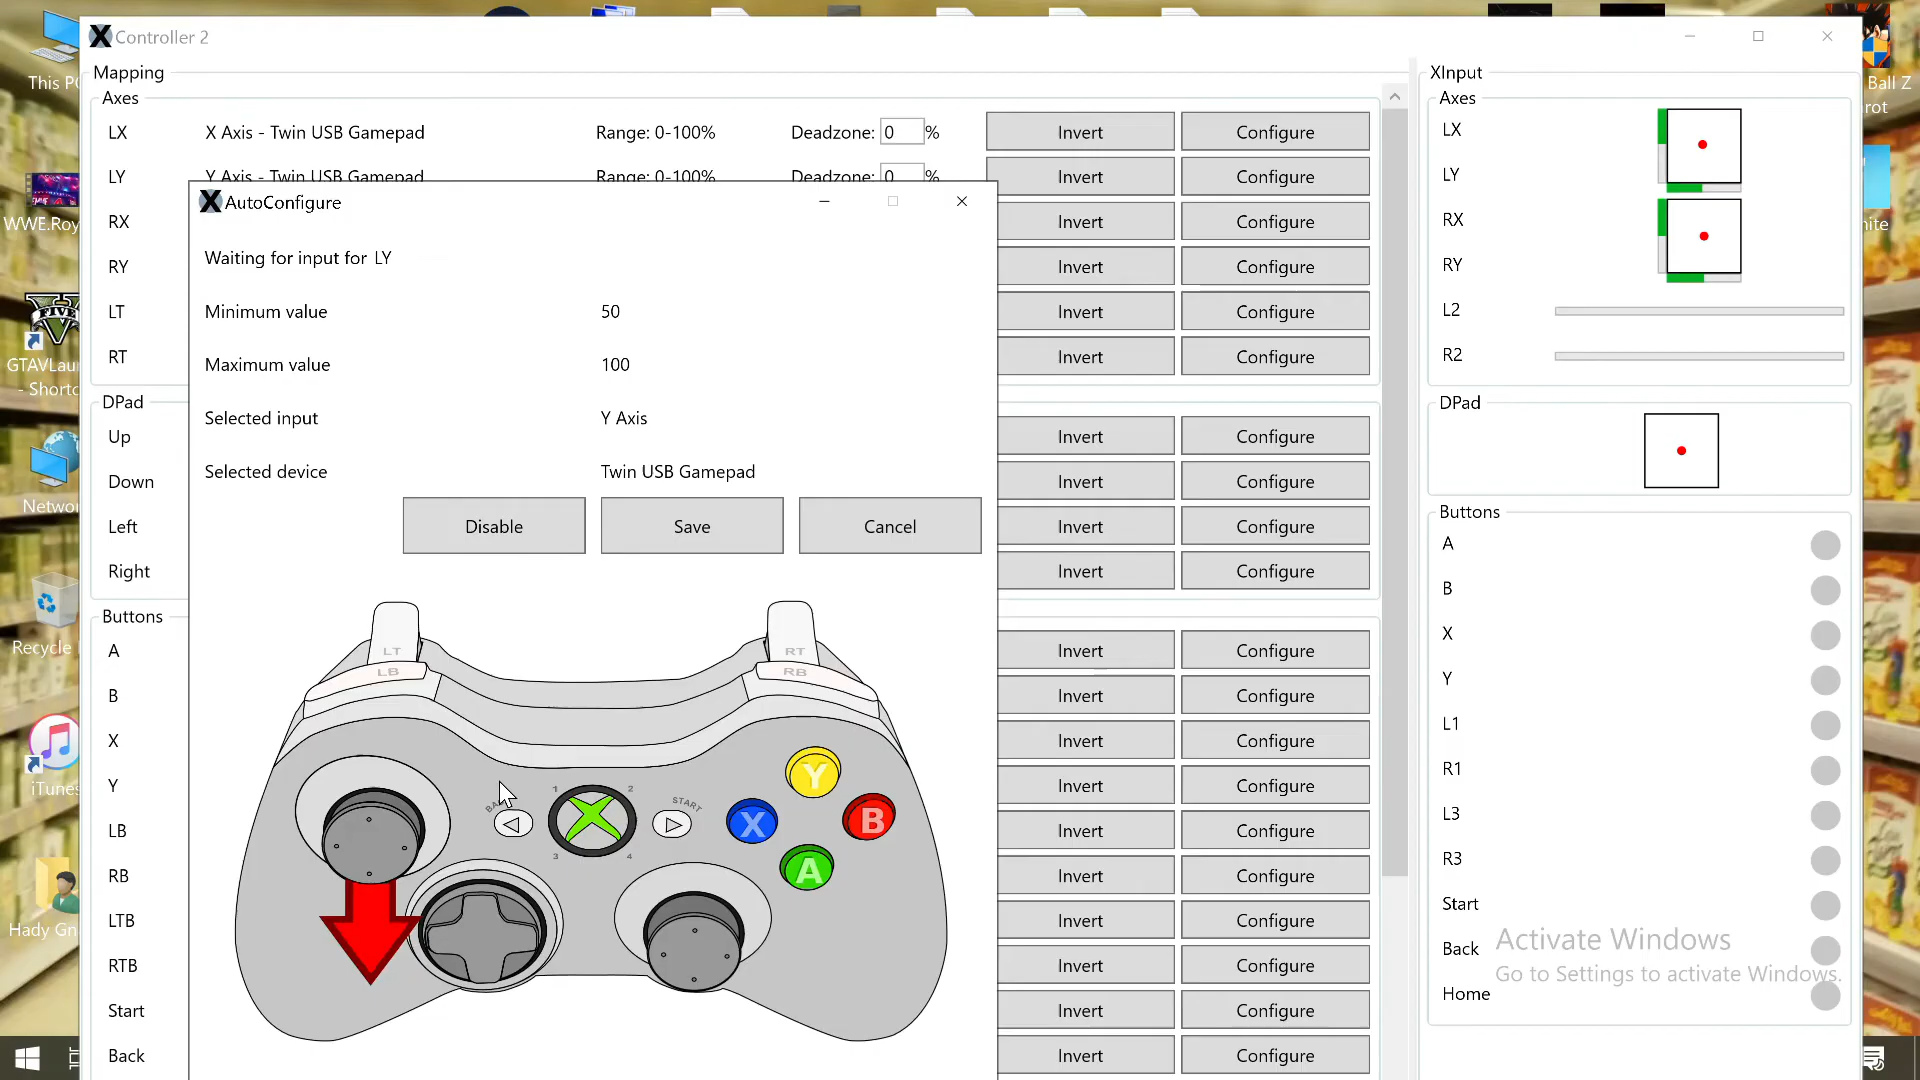 Controller 2
Mapping
Axes
LX X Axis - Twin USB Gamepad Range: 0-100% Deadzone: 0 % Invert Configure
LY Y Axis - Twin USB Gamepad Range: 0-100% Deadzone: 0 % Invert Configure
RX Invert Configure
RY Invert Configure
LT Invert Configure
RT Invert Configure
DPad
Up Invert Configure
Down Invert Configure
Left Invert Configure
Right Invert Configure
Buttons
A Invert Configure
B Invert Configure
X Invert Configure
Y Invert Configure
LB Invert Configure
RB Invert Configure
LTB Invert Configure
RTB Invert Configure
Start Invert Configure
Back Invert Configure
AutoConfigure
Waiting for input for LY
Minimum value 50
Maximum value 100
Selected input Y Axis
Selected device Twin USB Gamepad
Disable Save Cancel
LT RT
LB RB
START
1 2
3 4
Y
X B
A
XInput
Axes
LX
LY
RX
RY
L2
R2
DPad
Buttons
A
B
X
Y
L1
R1
L3
R3
Start
Back
Home
Activate Windows
Go to Settings to activate Windows.
This PC
WWE.Roy
FIVE
GTAVLau
- Shortc
Networ
Recycle
iTunes
Hady Gn
Ball Z
rot
nite